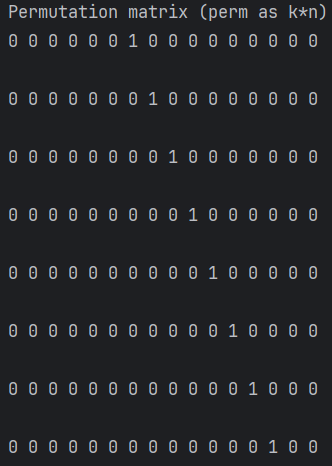 Permutation matrix (perm as k*n)
0 0 0 0 0 0 1 0 0 0 0 0 0 0 0 0
0 0 0 0 0 0 0 1 0 0 0 0 0 0 0 0
0 0 0 0 0 0 0 0 1 0 0 0 0 0 0 0
0 0 0 0 0 0 0 0 0 1 0 0 0 0 0 0
0 0 0 0 0 0 0 0 0 0 1 0 0 0 0 0
0 0 0 0 0 0 0 0 0 0 0 1 0 0 0 0
0 0 0 0 0 0 0 0 0 0 0 0 1 0 0 0
0 0 0 0 0 0 0 0 0 0 0 0 0 1 0 0